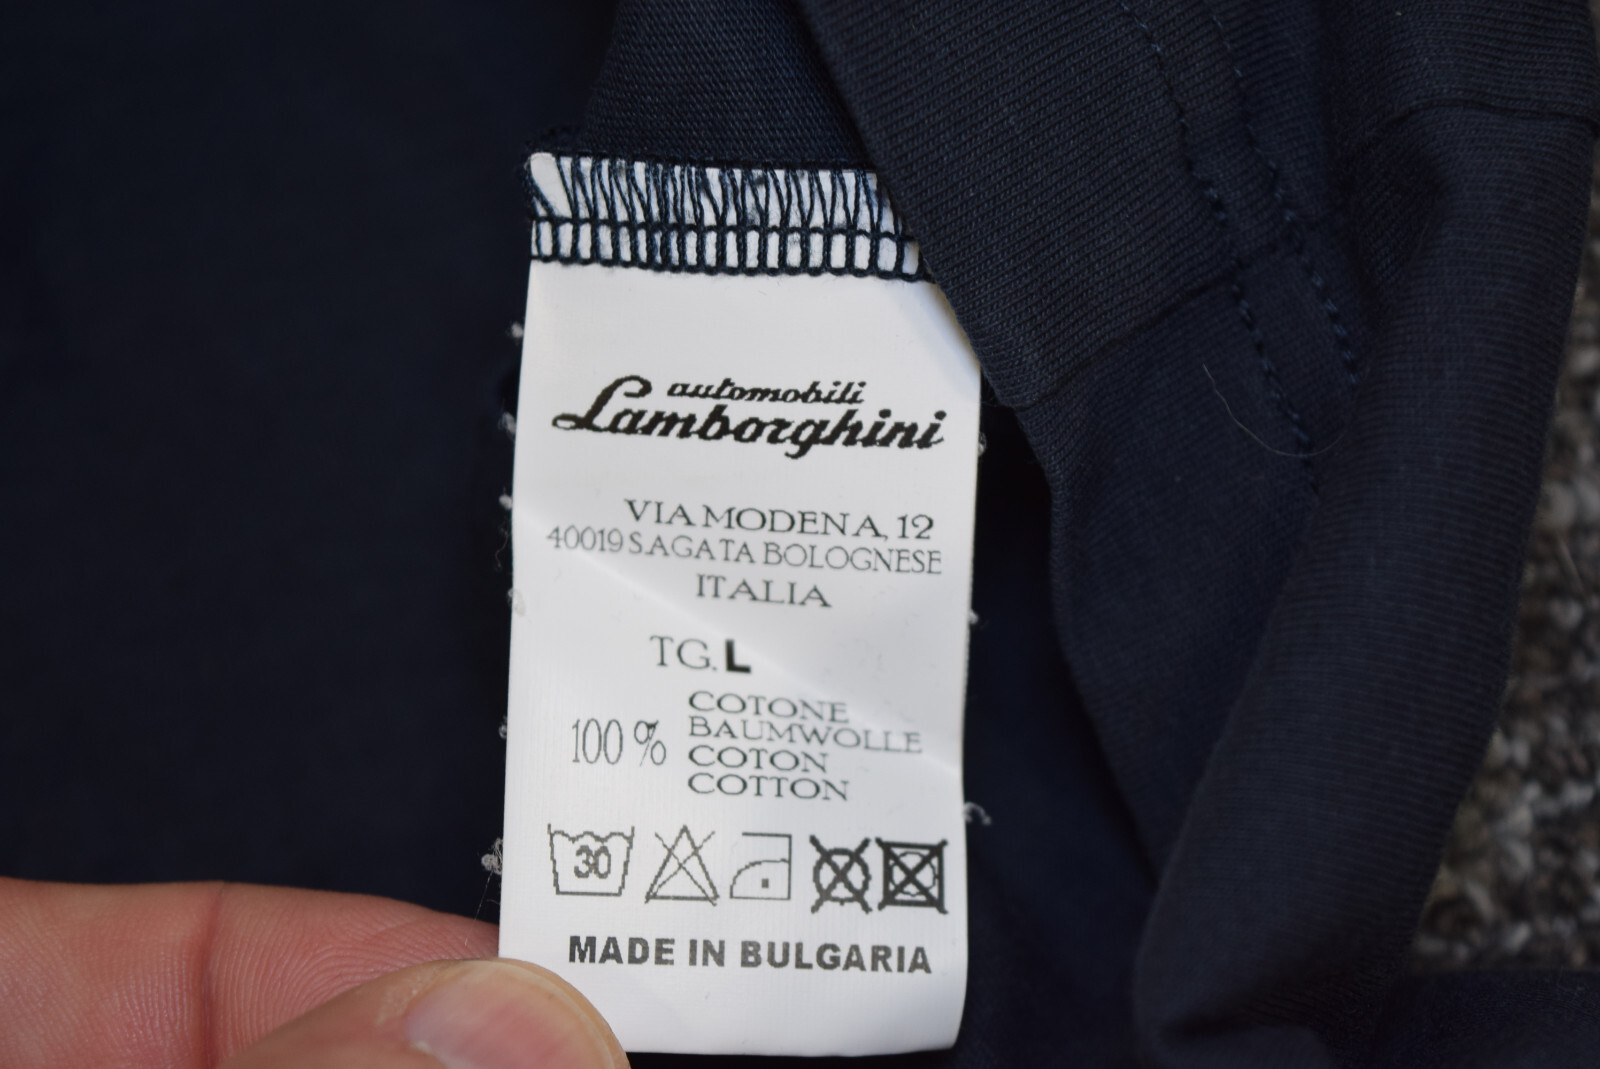 automobili
Lamborghini
VIA MODENA, 12
40019 S.AGATA BOLOGNESE
ITALIA
TG. L
100 %
COTONE
BAUMWOLLE
COTON
COTTON
30
MADE IN BULGARIA